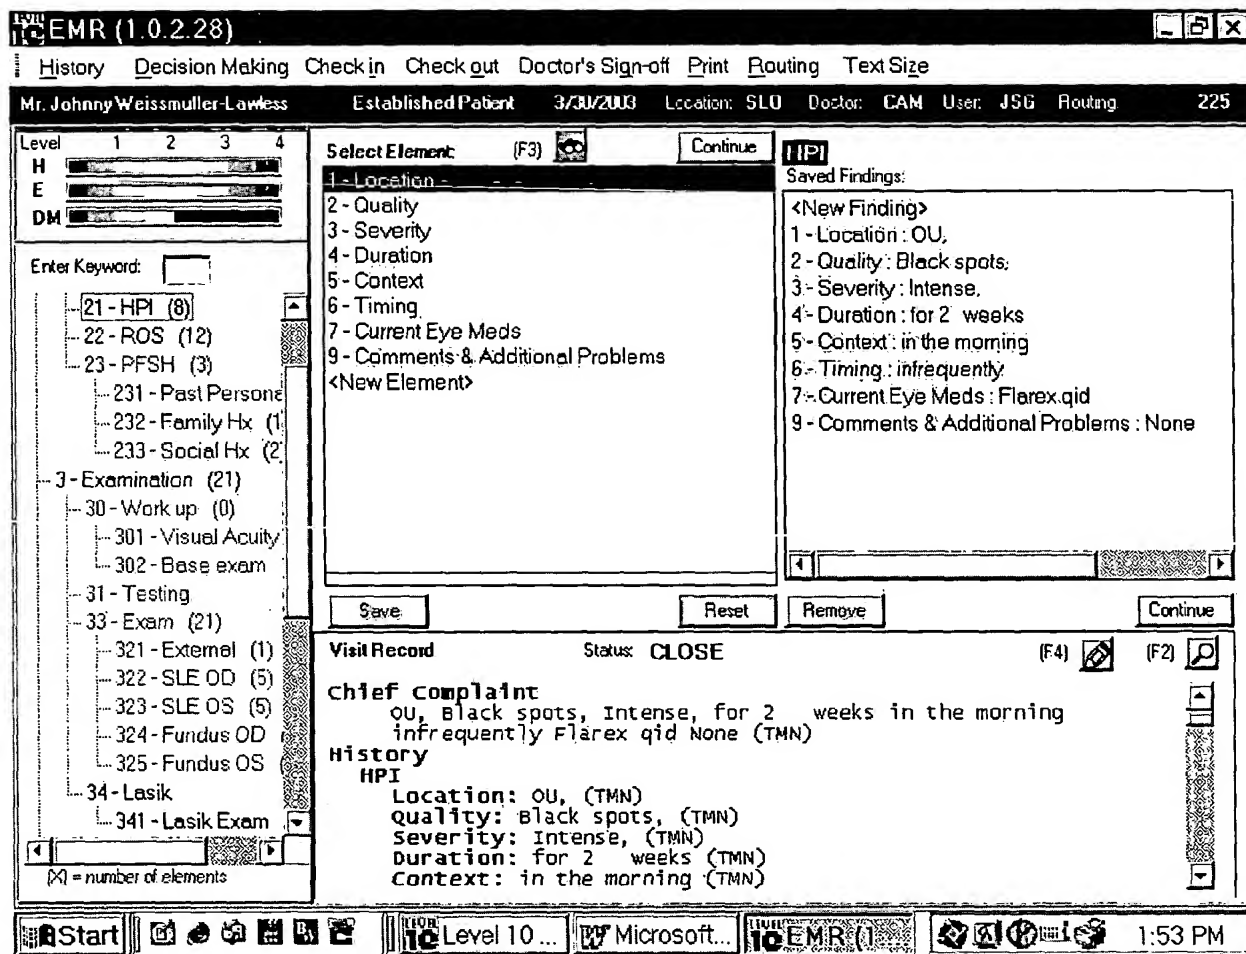 EMR (1.0.2.28)
History Decision Making Check in Check out Doctor's Sign-off Print Routing Text Size
Mr. Johnny Weissmuller-Lawless Established Patient 3/30/2003 Location: SLO Doctor: CAM User: JSG Routing 225
Level 1 2 3 4
H
E
DM
Enter Keyword:
21 - HPI (8)
22 - ROS (12)
23 - PFSH (3)
231 - Past Persona
232 - Family Hx (1
233 - Social Hx (2
3 - Examination (21)
30 - Work up (0)
301 - Visual Acuity
302 - Base exam
31 - Testing
33 - Exam (21)
321 - External (1)
322 - SLE OD (5)
323 - SLE OS (5)
324 - Fundus OD
325 - Fundus OS
34 - Lasik
341 - Lasik Exam
(X) = number of elements
Select Element: (F3) Continue
1 - Location
2 - Quality
3 - Severity
4 - Duration
5 - Context
6 - Timing
7 - Current Eye Meds
9 - Comments & Additional Problems
<New Element>
Save Reset
HPI
Saved Findings:
<New Finding>
1 - Location : OU,
2 - Quality : Black spots,
3 - Severity : Intense,
4 - Duration : for 2 weeks
5 - Context : in the morning
6 - Timing : infrequently
7 - Current Eye Meds : Flarex qid
9 - Comments & Additional Problems : None
Remove Continue
Visit Record Status: CLOSE (F4) (F2)
Chief Complaint
OU, Black spots, Intense, for 2 weeks in the morning
infrequently Flarex qid None (TMN)
History
HPI
Location: OU, (TMN)
Quality: Black spots, (TMN)
Severity: Intense, (TMN)
Duration: for 2 weeks (TMN)
Context: in the morning (TMN)
Start Level 10 ... Microsoft... EMR (1 1:53 PM